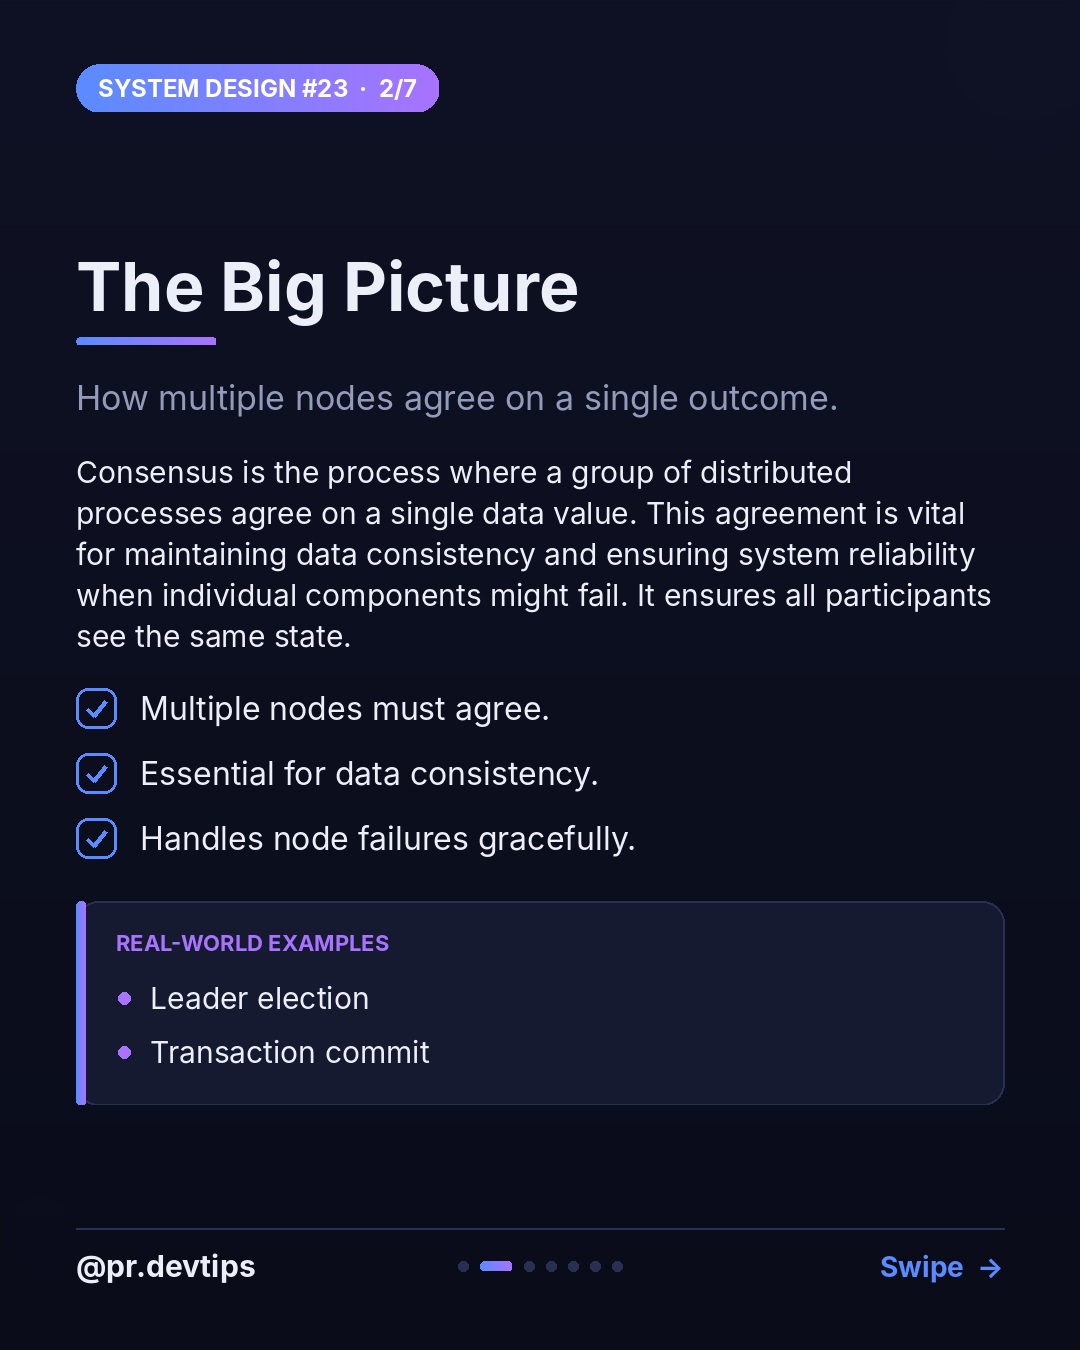 SYSTEM DESIGN #23 · 2/7
The Big Picture
How multiple nodes agree on a single outcome.
Consensus is the process where a group of distributed
processes agree on a single data value. This agreement is vital
for maintaining data consistency and ensuring system reliability
when individual components might fail. It ensures all participants
see the same state.
Multiple nodes must agree.
Essential for data consistency.
Handles node failures gracefully.
REAL-WORLD EXAMPLES
Leader election
Transaction commit
@pr.devtips
Swipe →